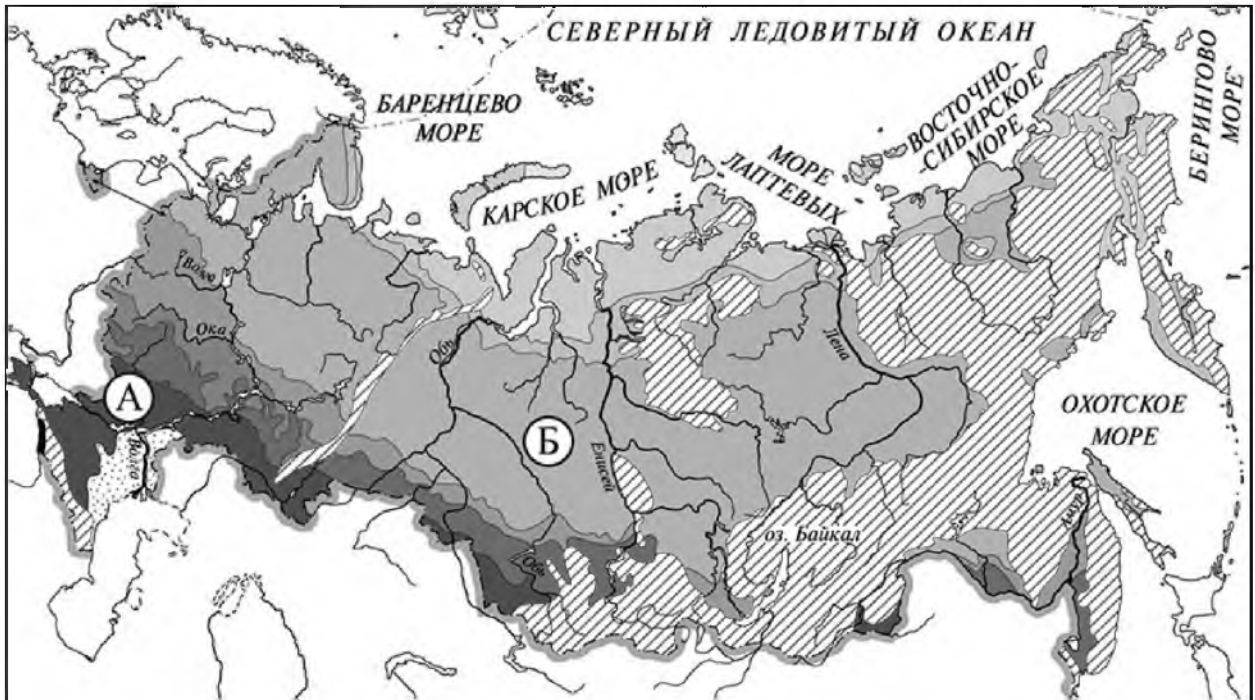 СЕВЕРНЫЙ ЛЕДОВИТЫЙ ОКЕАН
БАРЕНЦЕВО
МОРЕ
КАРСКОЕ МОРЕ
МОРЕ
ЛАПТЕВЫХ
ВОСТОЧНО-
-СИБИРСКОЕ
МОРЕ
БЕРИНГОВО
МОРЕ
Волга
Ока
Обь
Лена
А
Б
Волга
Енисей
ОХОТСКОЕ
МОРЕ
Обь
оз. Байкал
Амур